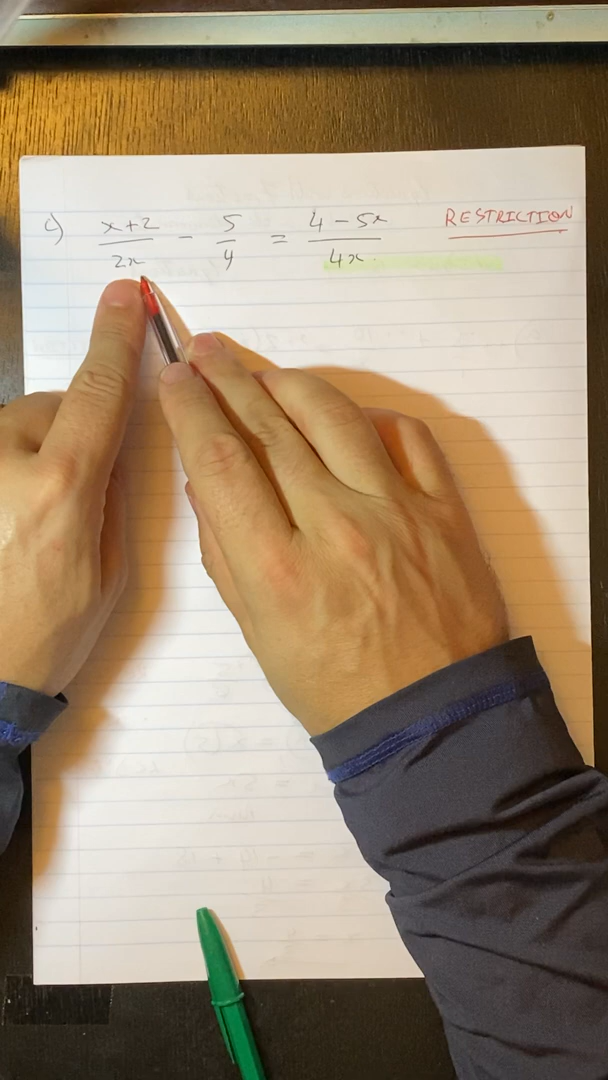 c) x+2/2x - 5/4 = 4-5x/4x RESTRICTION